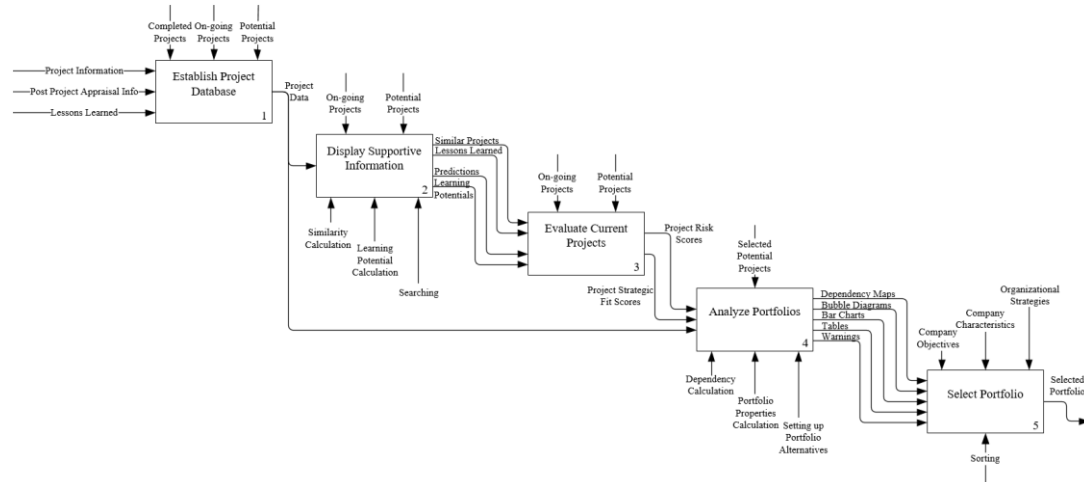 Completed
Projects
On-going
Projects
Potential
Projects
Project Information
Post Project Appraisal Info
Lessons Learned
Establish Project
Database
1
Project
Data
On-going
Projects
Potential
Projects
Display Supportive
Information
2
Similarity
Calculation
Learning
Potential
Calculation
Searching
Similar Projects
Lessons Learned
Predictions
Learning
Potentials
On-going
Projects
Potential
Projects
Evaluate Current
Projects
3
Project Risk
Scores
Project Strategic
Fit Scores
Selected
Potential
Projects
Analyze Portfolios
4
Dependency
Calculation
Portfolio
Properties
Calculation
Setting up
Portfolio
Alternatives
Dependency Maps
Bubble Diagrams
Bar Charts
Tables
Warnings
Company
Objectives
Company
Characteristics
Organizational
Strategies
Select Portfolio
5
Sorting
Selected
Portfolio